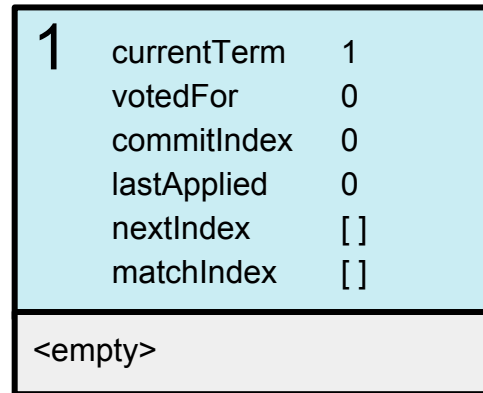 1
currentTerm 1
votedFor 0
commitIndex 0
lastApplied 0
nextIndex [ ]
matchIndex [ ]
<empty>